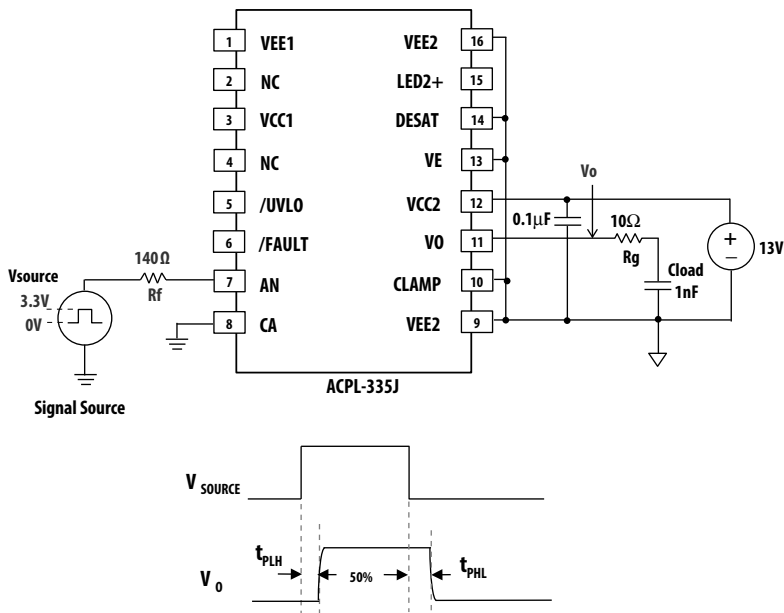 1 VEE1 VEE2 16
2 NC LED2+ 15
3 VCC1 DESAT 14
4 NC VE 13
Vo
5 /UVLO VCC2 12
0.1μF 10Ω
6 /FAULT VO 11
Rg
13V
Vsource
140Ω
Rf
7 AN CLAMP 10
Cload
1nF
3.3V
0V
8 CA VEE2 9
ACPL-335J
Signal Source
V SOURCE
tPLH
50%
tPHL
V O